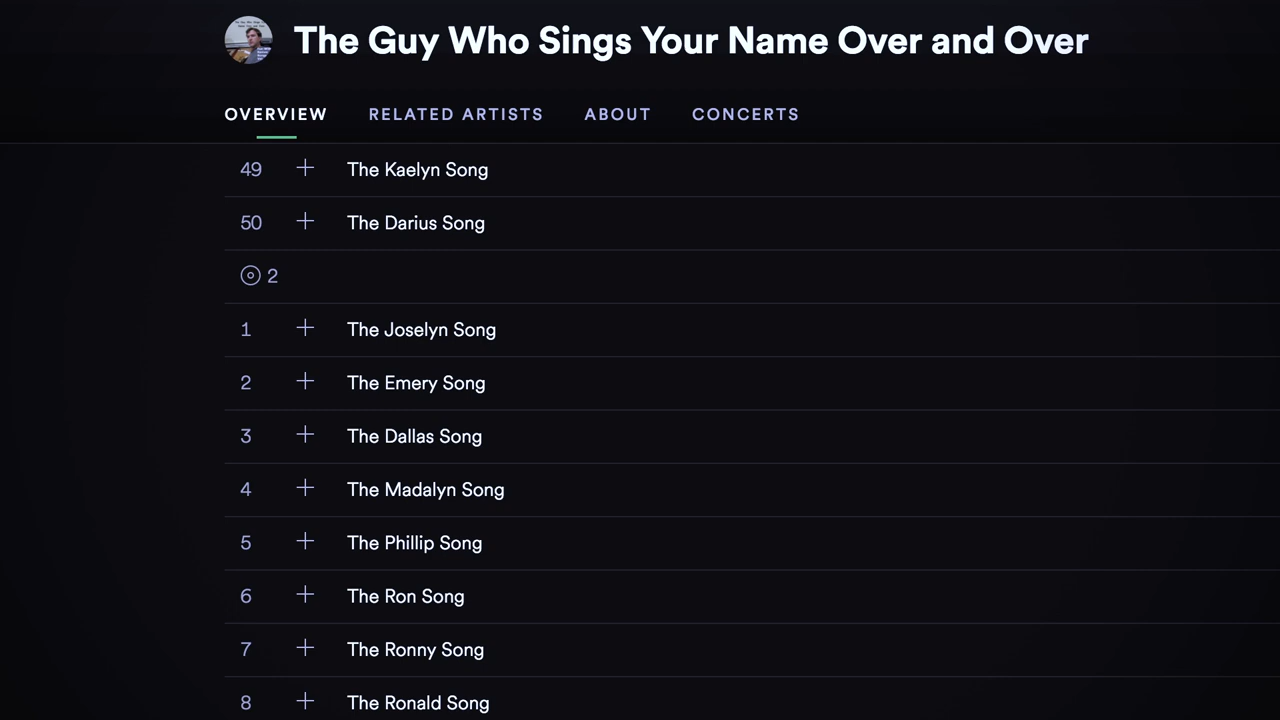 The Guy Who Sings Your Name Over and Over
OVERVIEW RELATED ARTISTS ABOUT CONCERTS
49 + The Kaelyn Song
50 + The Darius Song
2
1 + The Joselyn Song
2 + The Emery Song
3 + The Dallas Song
4 + The Madalyn Song
5 + The Phillip Song
6 + The Ron Song
7 + The Ronny Song
8 + The Ronald Song